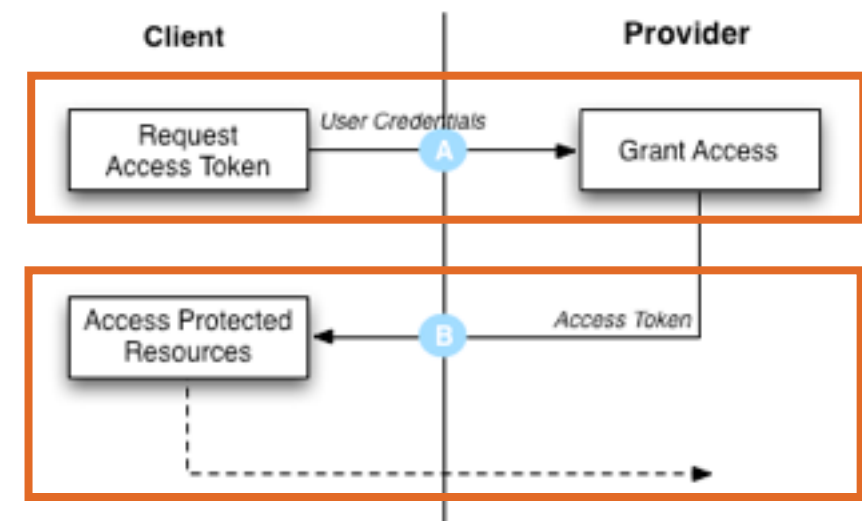 Client
Provider
User Credentials
Request
Access Token
A
Grant Access
Access Protected
Resources
B
Access Token